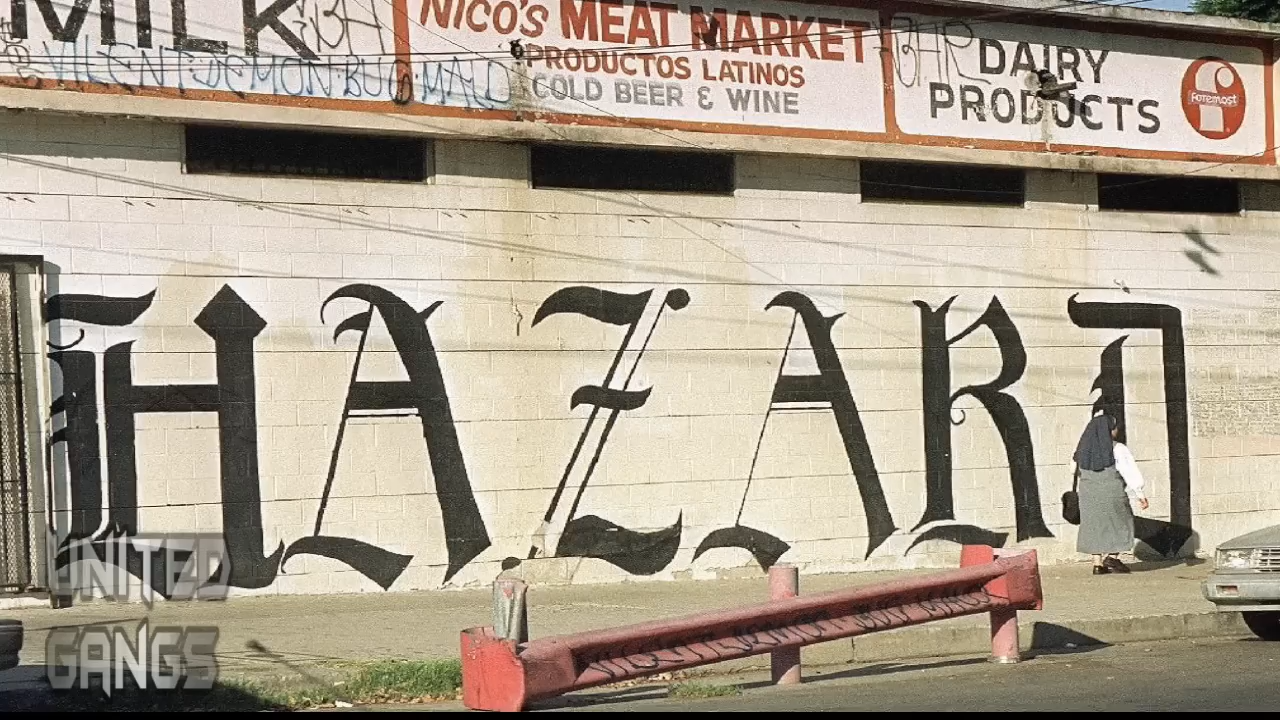 MILK
NICO'S MEAT MARKET
PRODUCTOS LATINOS
COLD BEER & WINE
DAIRY
PRODUCTS
foremost
HAZARD
UNITED
GANGS